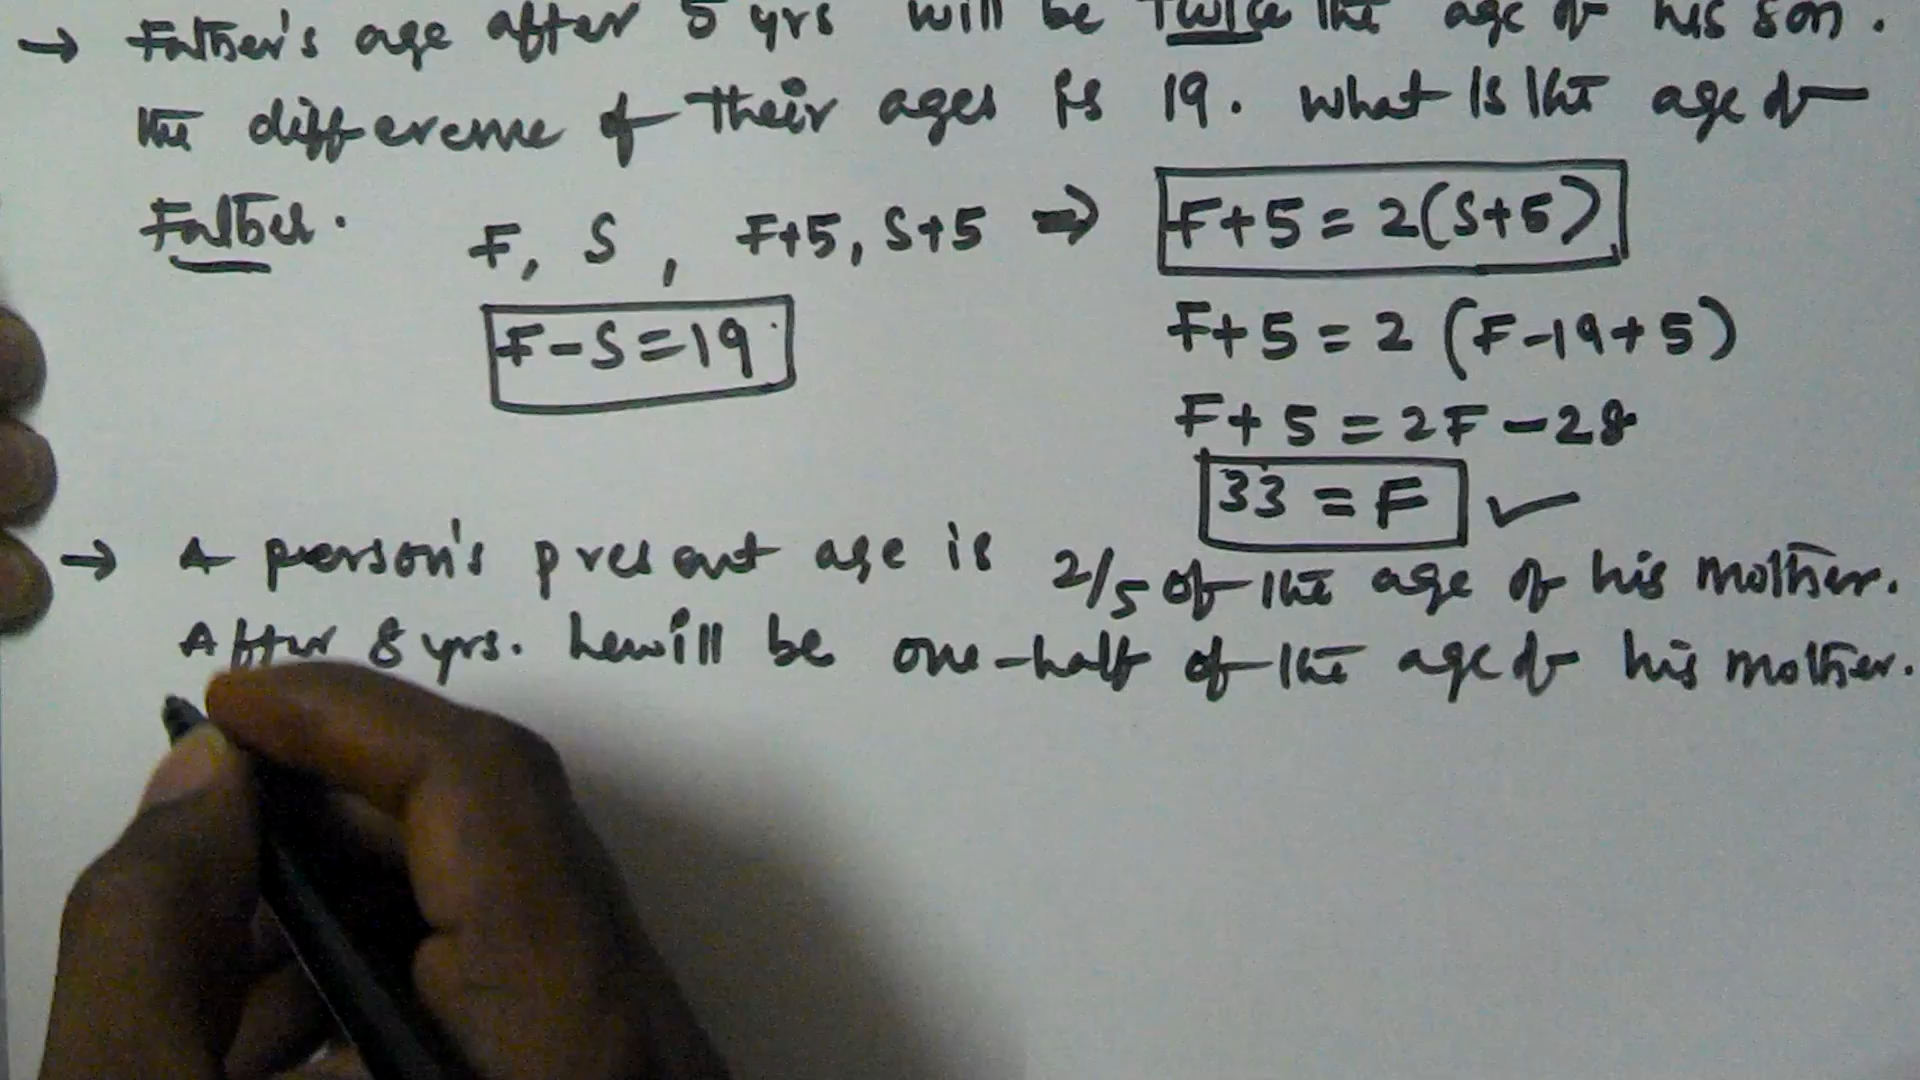 → Father's age after 5 yrs will be Twice the age of his son.
the difference of their ages is 19. What is the age of
Father. F, S, F+5, S+5 ⇒ F+5=2(S+5)
F-S=19 F+5=2(F-19+5)
F+5=2F-28
33=F ✓
→ A person's present age is 2/5 of the age of his mother.
After 8 yrs. he will be one-half of the age of his mother.